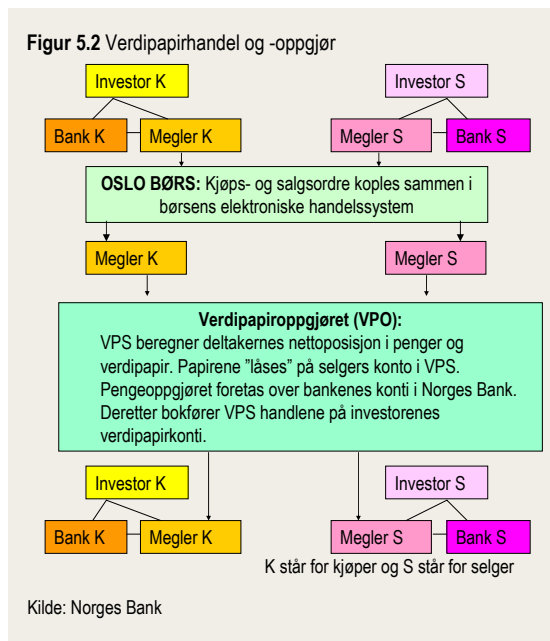 Figur 5.2 Verdipapirhandel og -oppgjør
Investor K
Investor S
Bank K
Megler K
Megler S
Bank S
OSLO BØRS: Kjøps- og salgsordre koples sammen i
børsens elektroniske handelssystem
Megler K
Megler S
Verdipapiroppgjøret (VPO):
VPS beregner deltakernes nettoposisjon i penger og
verdipapir. Papirene ”låses” på selgers konto i VPS.
Pengeoppgjøret foretas over bankenes konti i Norges Bank.
Deretter bokfører VPS handlene på investorenes
verdipapirkonti.
Investor K
Investor S
Bank K
Megler K
Megler S
Bank S
K står for kjøper og S står for selger
Kilde: Norges Bank